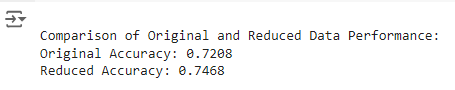 Comparison of Original and Reduced Data Performance:
Original Accuracy: 0.7208
Reduced Accuracy: 0.7468